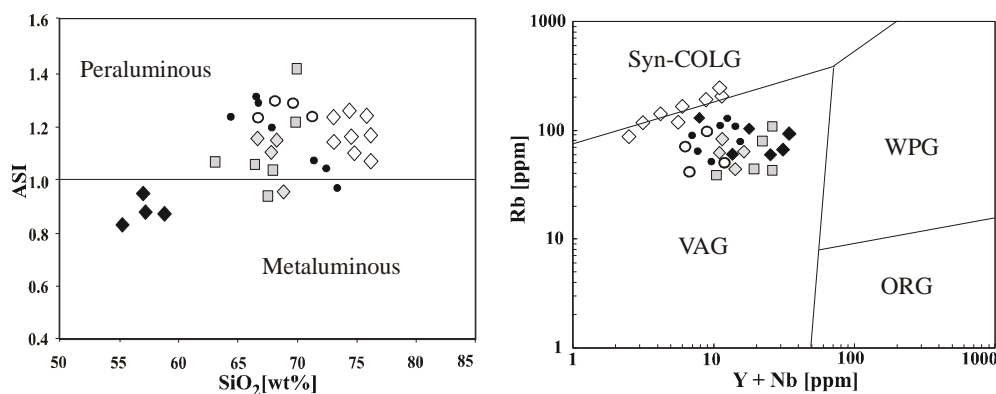 1.6
1.4
1.2
1.0
0.8
0.6
0.4
ASI
Peraluminous
Metaluminous
50 55 60 65 70 75 80 85
SiO2[wt%]
1000
100
10
1
Rb [ppm]
Syn-COLG
WPG
VAG
ORG
1 10 100 1000
Y + Nb [ppm]